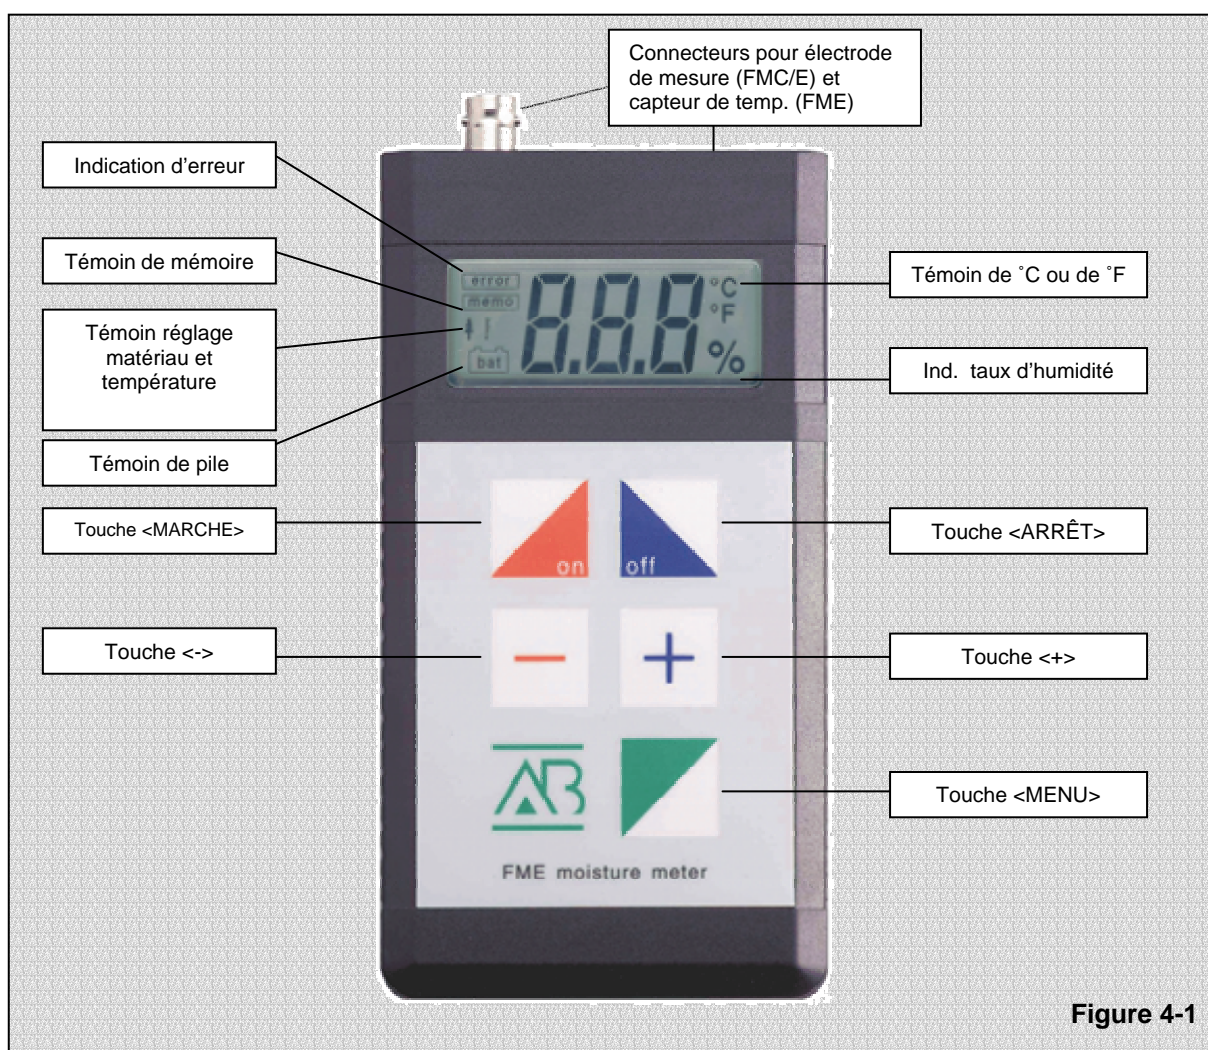 Connecteurs pour électrode
de mesure (FMC/E) et
capteur de temp. (FME)
Indication d’erreur
Témoin de mémoire
Témoin réglage
matériau et
température
Témoin de pile
Touche <MARCHE>
Touche <->
error
memo
bat
8.8.8
°C
°F
%
Témoin de ˚C ou de ˚F
Ind.  taux d’humidité
Touche <ARRÊT>
Touche <+>
Touche <MENU>
on
off
−
+
AB
FME moisture meter
Figure 4-1